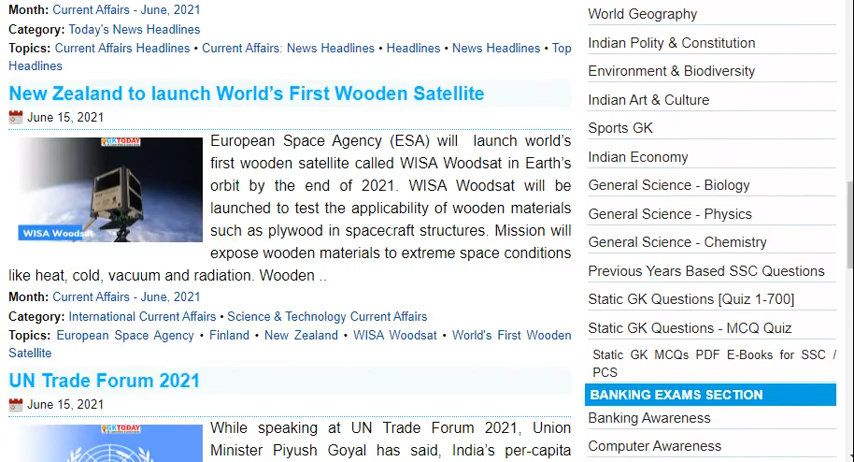 Month: Current Affairs - June, 2021
Category: Today's News Headlines
Topics: Current Affairs Headlines • Current Affairs: News Headlines • Headlines • News Headlines • Top
Headlines
New Zealand to launch World's First Wooden Satellite
June 15, 2021
GKTODAY
WISA Woodsat
European Space Agency (ESA) will launch world's
first wooden satellite called WISA Woodsat in Earth's
orbit by the end of 2021. WISA Woodsat will be
launched to test the applicability of wooden materials
such as plywood in spacecraft structures. Mission will
expose wooden materials to extreme space conditions
like heat, cold, vacuum and radiation. Wooden ..
Month: Current Affairs - June, 2021
Category: International Current Affairs • Science & Technology Current Affairs
Topics: European Space Agency • Finland • New Zealand • WISA Woodsat • World's First Wooden
Satellite
UN Trade Forum 2021
June 15, 2021
GKTODAY
While speaking at UN Trade Forum 2021, Union
Minister Piyush Goyal has said, India's per-capita
World Geography
Indian Polity & Constitution
Environment & Biodiversity
Indian Art & Culture
Sports GK
Indian Economy
General Science - Biology
General Science - Physics
General Science - Chemistry
Previous Years Based SSC Questions
Static GK Questions [Quiz 1-700]
Static GK Questions - MCQ Quiz
Static GK MCQs PDF E-Books for SSC /
PCS
BANKING EXAMS SECTION
Banking Awareness
Computer Awareness